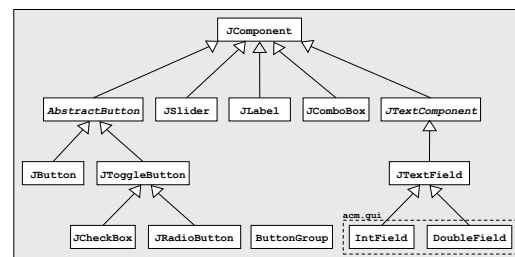 JComponent
AbstractButton JSlider JLabel JComboBox JTextComponent
JButton JToggleButton JTextField
acm.gui
JCheckBox JRadioButton ButtonGroup IntField DoubleField